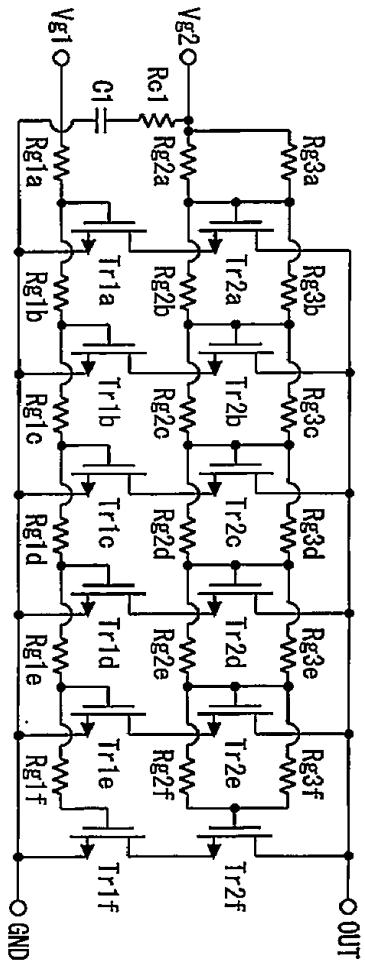 Vg1
Vg2
C1
Rc1
Rg1a
Rg2a
Rg3a
Tr1a
Tr2a
Rg1b
Rg2b
Rg3b
Tr1b
Tr2b
Rg1c
Rg2c
Rg3c
Tr1c
Tr2c
Rg1d
Rg2d
Rg3d
Tr1d
Tr2d
Rg1e
Rg2e
Rg3e
Tr1e
Tr2e
Rg1f
Rg2f
Rg3f
Tr1f
Tr2f
GND
OUT